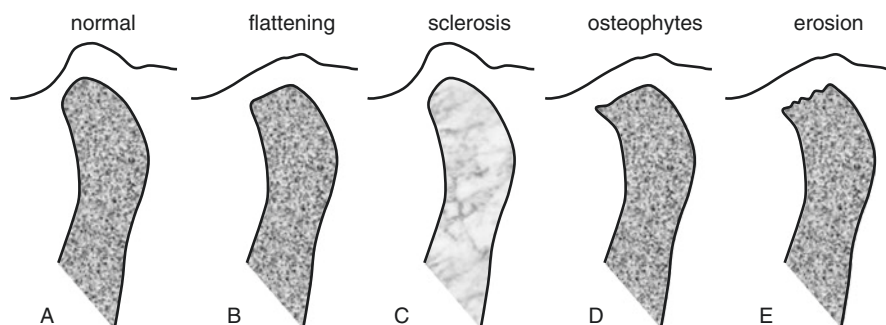 normal flattening sclerosis osteophytes erosion
A B C D E